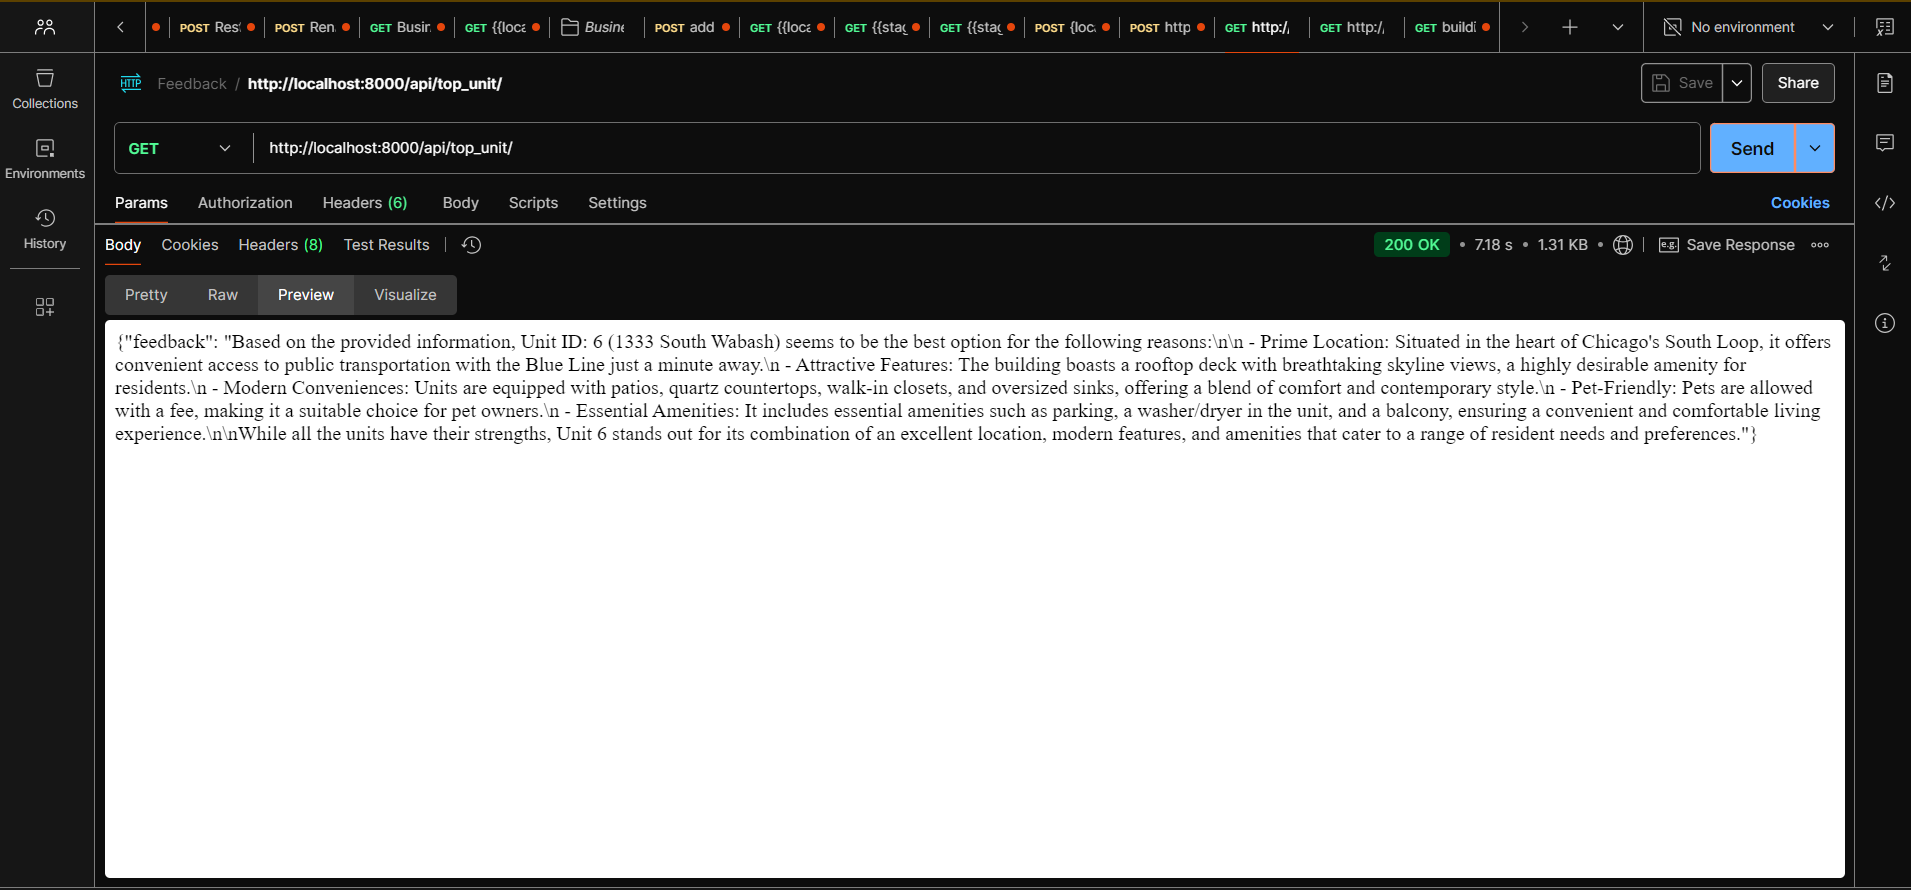 POST Res
POST Ren
GET Busin
GET {{loca
Busine
POST add
GET {{loca
GET {{stag
GET {{stag
POST {loc
POST http
GET http:/
GET http:/
GET buildi
No environment
Collections
Environments
History
HTTP Feedback / http://localhost:8000/api/top_unit/
Save
Share
GET http://localhost:8000/api/top_unit/
Send
Params Authorization Headers (6) Body Scripts Settings
Cookies
Body Cookies Headers (8) Test Results
200 OK • 7.18 s • 1.31 KB •
e.g. Save Response
Pretty Raw Preview Visualize
{"feedback": "Based on the provided information, Unit ID: 6 (1333 South Wabash) seems to be the best option for the following reasons:\n\n - Prime Location: Situated in the heart of Chicago's South Loop, it offers
convenient access to public transportation with the Blue Line just a minute away.\n - Attractive Features: The building boasts a rooftop deck with breathtaking skyline views, a highly desirable amenity for
residents.\n - Modern Conveniences: Units are equipped with patios, quartz countertops, walk-in closets, and oversized sinks, offering a blend of comfort and contemporary style.\n - Pet-Friendly: Pets are allowed
with a fee, making it a suitable choice for pet owners.\n - Essential Amenities: It includes essential amenities such as parking, a washer/dryer in the unit, and a balcony, ensuring a convenient and comfortable living
experience.\n\nWhile all the units have their strengths, Unit 6 stands out for its combination of an excellent location, modern features, and amenities that cater to a range of resident needs and preferences."}